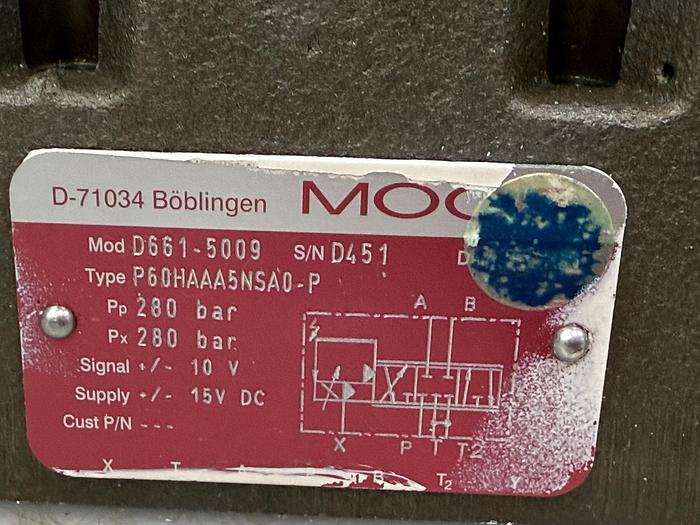 D-71034 Böblingen MOO
Mod D661-5009 S/N D451 D
Type P60HAAA5NSA0-P
Pp 280 bar
Px 280 bar
Signal +/- 10 V
Supply +/- 15V DC
Cust P/N ---
A B
X P T T2
X T A B T2 Y